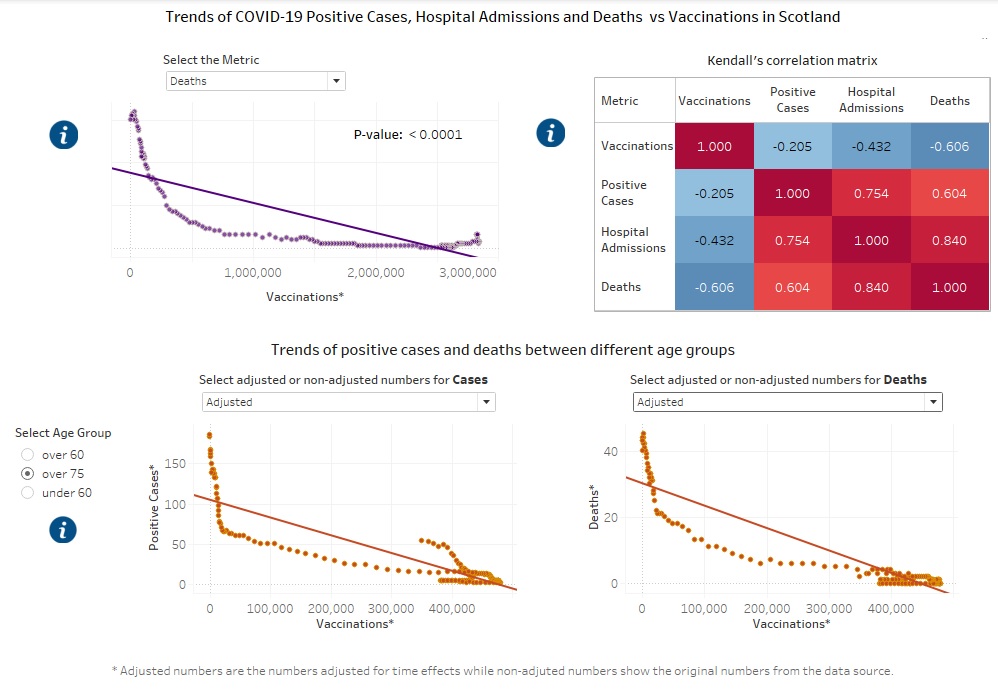 Trends of COVID-19 Positive Cases, Hospital Admissions and Deaths vs Vaccinations in Scotland
Select the Metric
Deaths
P-value: < 0.0001
0
1,000,000
2,000,000
3,000,000
Vaccinations*
Kendall's correlation matrix
Metric Vaccinations Positive Cases Hospital Admissions Deaths
Vaccinations 1.000 -0.205 -0.432 -0.606
Positive Cases -0.205 1.000 0.754 0.604
Hospital Admissions -0.432 0.754 1.000 0.840
Deaths -0.606 0.604 0.840 1.000
Trends of positive cases and deaths between different age groups
Select Age Group
over 60
over 75
under 60
Select adjusted or non-adjusted numbers for Cases
Adjusted
Positive Cases*
150
100
50
0
0 100,000 200,000 300,000 400,000
Vaccinations*
Select adjusted or non-adjusted numbers for Deaths
Adjusted
Deaths*
40
20
0
0 100,000 200,000 300,000 400,000
Vaccinations*
* Adjusted numbers are the numbers adjusted for time effects while non-adjuted numbers show the original numbers from the data source.